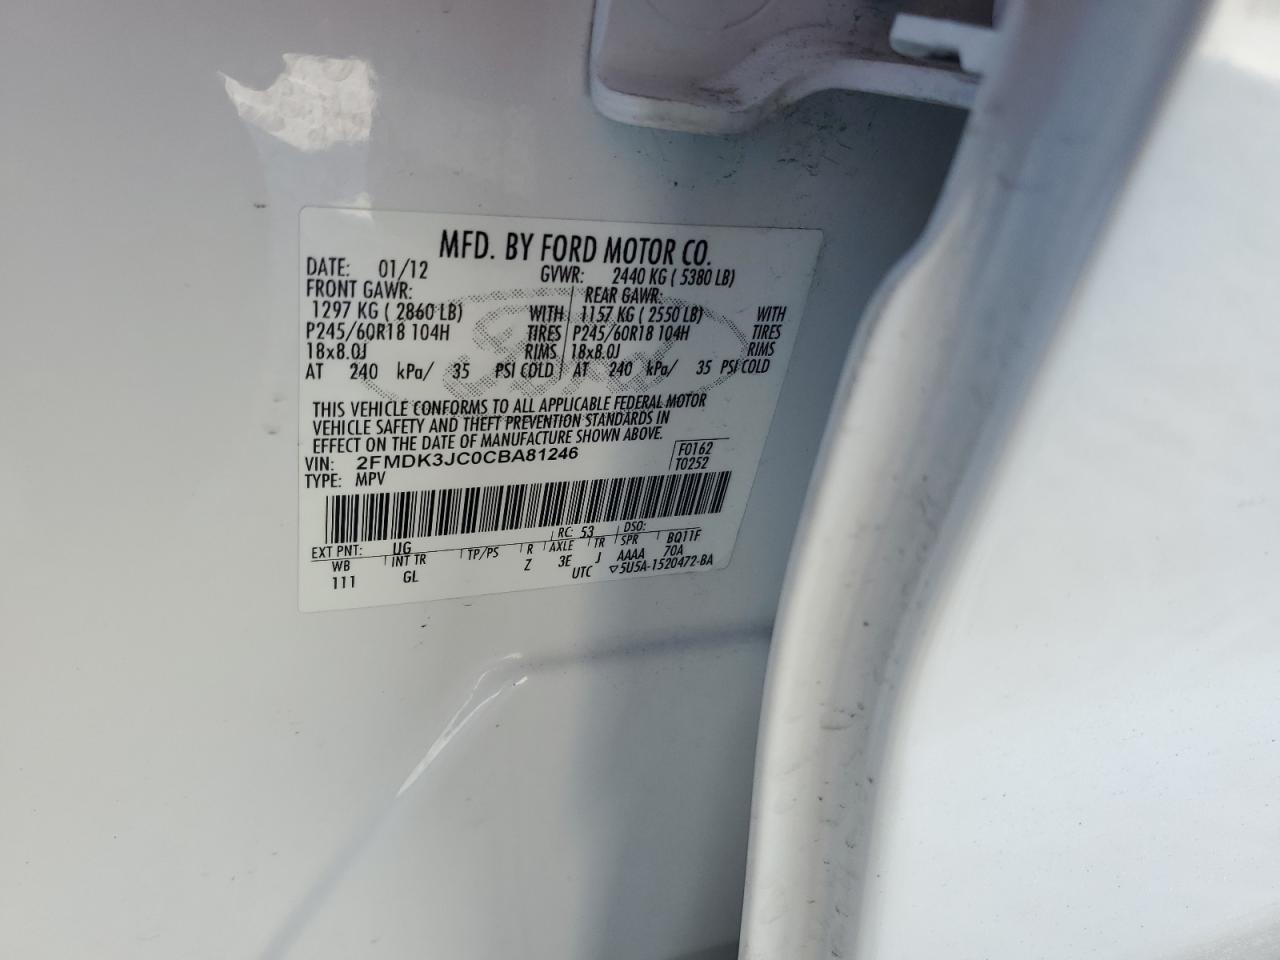 MFD. BY FORD MOTOR CO.
DATE: 01/12 GVWR: 2440 KG ( 5380 LB)
FRONT GAWR: REAR GAWR:
1297 KG ( 2860 LB) WITH 1157 KG ( 2550 LB) WITH
P245/60R18 104H TIRES P245/60R18 104H TIRES
18x8.0J RIMS 18x8.0J RIMS
AT 240 kPa/ 35 PSI COLD AT 240 kPa/ 35 PSI COLD
THIS VEHICLE CONFORMS TO ALL APPLICABLE FEDERAL MOTOR
VEHICLE SAFETY AND THEFT PREVENTION STANDARDS IN
EFFECT ON THE DATE OF MANUFACTURE SHOWN ABOVE.
VIN: 2FMDK3JC0CBA81246 F0162
TYPE: MPV T0252
EXT PNT: UG RC: 53 DSO:
WB INT TR TP/PS R AXLE TR SPR BQ11F
111 GL Z 3E J AAAA 70A
UTC ▽5U5A-1520472-BA
Ford